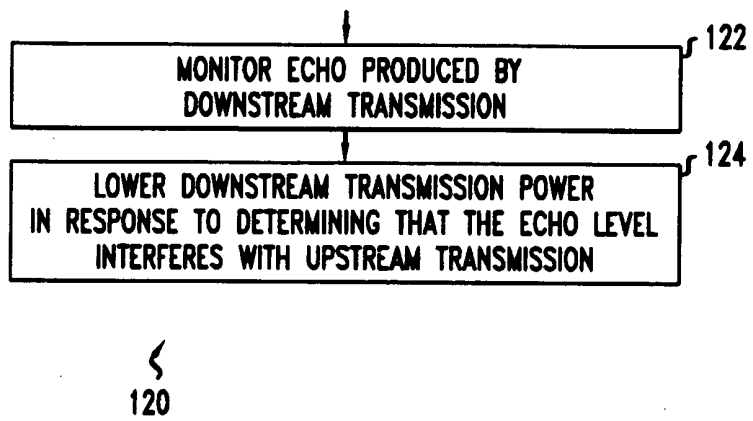 122
MONITOR ECHO PRODUCED BY
DOWNSTREAM TRANSMISSION
124
LOWER DOWNSTREAM TRANSMISSION POWER
IN RESPONSE TO DETERMINING THAT THE ECHO LEVEL
INTERFERES WITH UPSTREAM TRANSMISSION
120